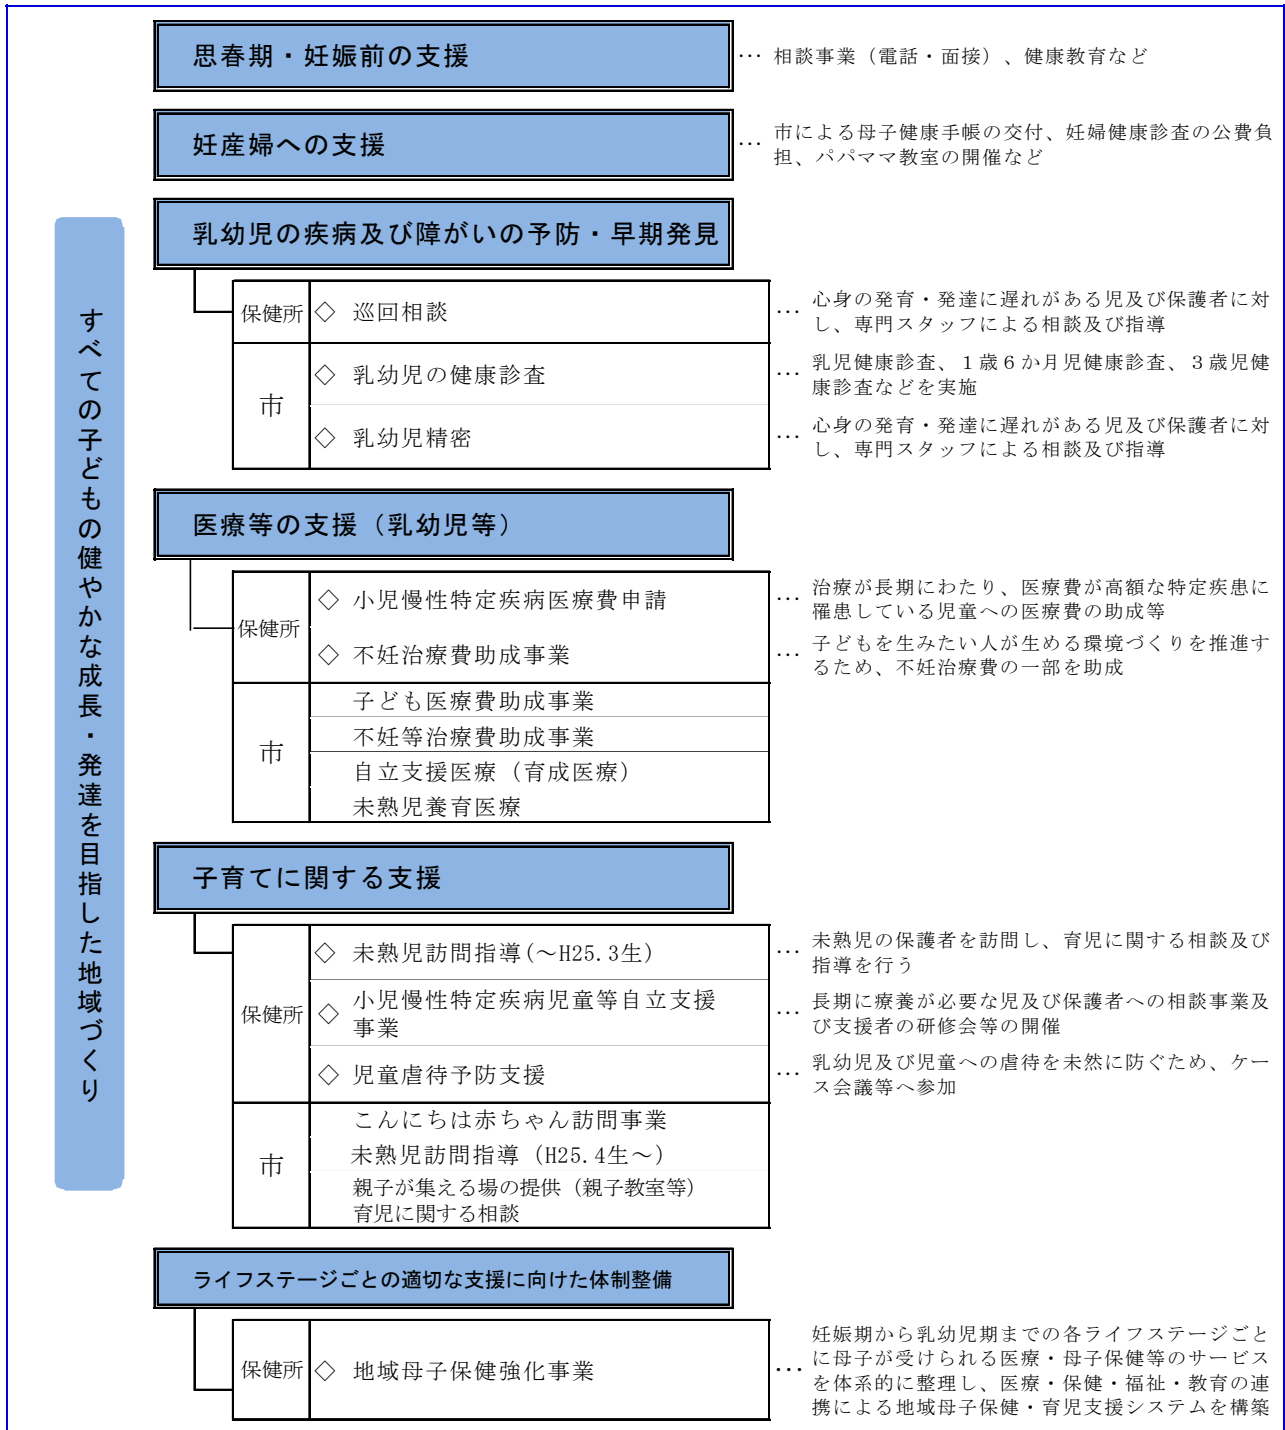 思春期・妊娠前の支援
… 相談事業（電話・面接）、健康教育など
妊産婦への支援
… 市による母子健康手帳の交付、妊婦健康診査の公費負
担、パパママ教室の開催など
すべての子どもの健やかな成長・発達を目指した地域づくり
乳幼児の疾病及び障がいの予防・早期発見
保健所
◇ 巡回相談
… 心身の発育・発達に遅れがある児及び保護者に対
し、専門スタッフによる相談及び指導
市
◇ 乳幼児の健康診査
… 乳児健康診査、１歳６か月児健康診査、３歳児健
康診査などを実施
◇ 乳幼児精密
… 心身の発育・発達に遅れがある児及び保護者に対
し、専門スタッフによる相談及び指導
医療等の支援（乳幼児等）
保健所
◇ 小児慢性特定疾病医療費申請
… 治療が長期にわたり、医療費が高額な特定疾患に
罹患している児童への医療費の助成等
◇ 不妊治療費助成事業
… 子どもを生みたい人が生める環境づくりを推進す
るため、不妊治療費の一部を助成
市
子ども医療費助成事業
不妊等治療費助成事業
自立支援医療（育成医療）
未熟児養育医療
子育てに関する支援
保健所
◇ 未熟児訪問指導(～H25.3生)
… 未熟児の保護者を訪問し、育児に関する相談及び
指導を行う
◇ 小児慢性特定疾病児童等自立支援
事業
… 長期に療養が必要な児及び保護者への相談事業及
び支援者の研修会等の開催
◇ 児童虐待予防支援
… 乳幼児及び児童への虐待を未然に防ぐため、ケー
ス会議等へ参加
市
こんにちは赤ちゃん訪問事業
未熟児訪問指導（H25.4生～）
親子が集える場の提供（親子教室等）
育児に関する相談
ライフステージごとの適切な支援に向けた体制整備
保健所
◇ 地域母子保健強化事業
… 妊娠期から乳幼児期までの各ライフステージごと
に母子が受けられる医療・母子保健等のサービス
を体系的に整理し、医療・保健・福祉・教育の連
携による地域母子保健・育児支援システムを構築